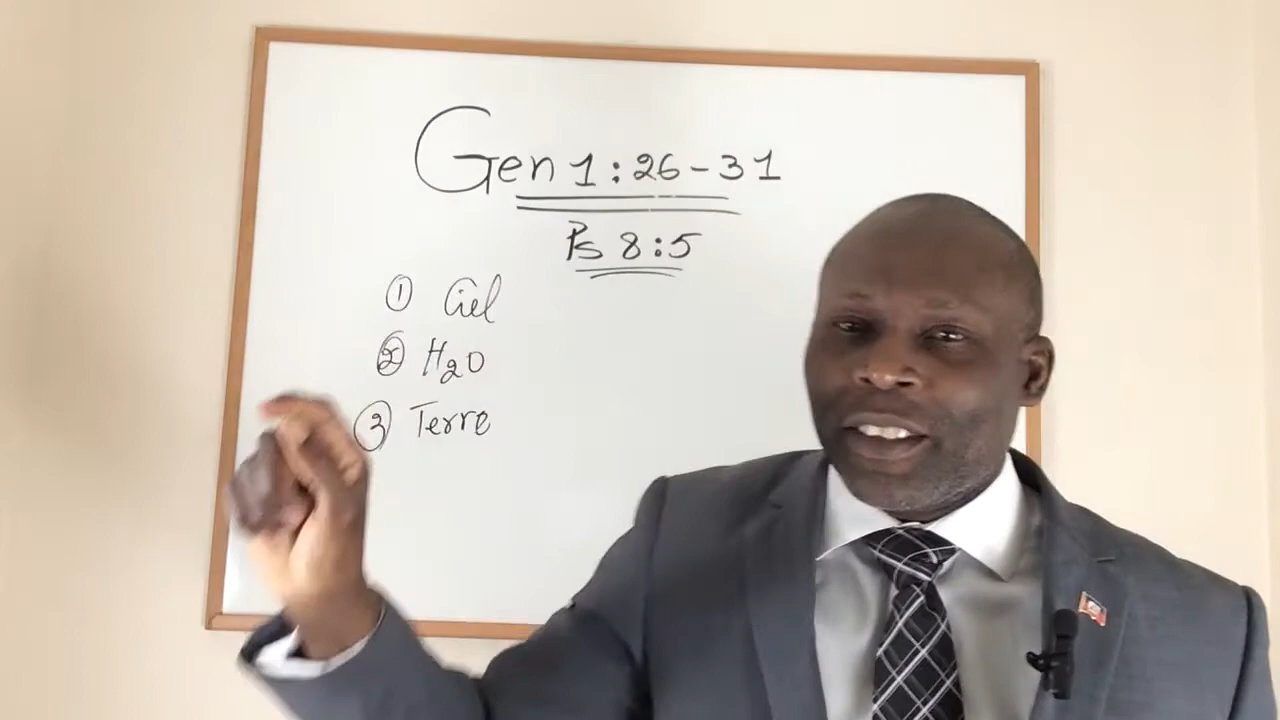 Gen 1 : 26 - 31
Ps 8 : 5
① Ciel
② H2O
③ Terre